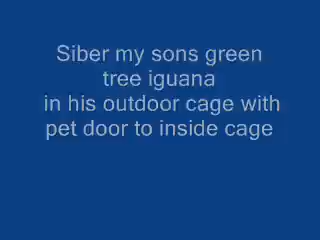 Siber my sons green
tree iguana
in his outdoor cage with
pet door to inside cage